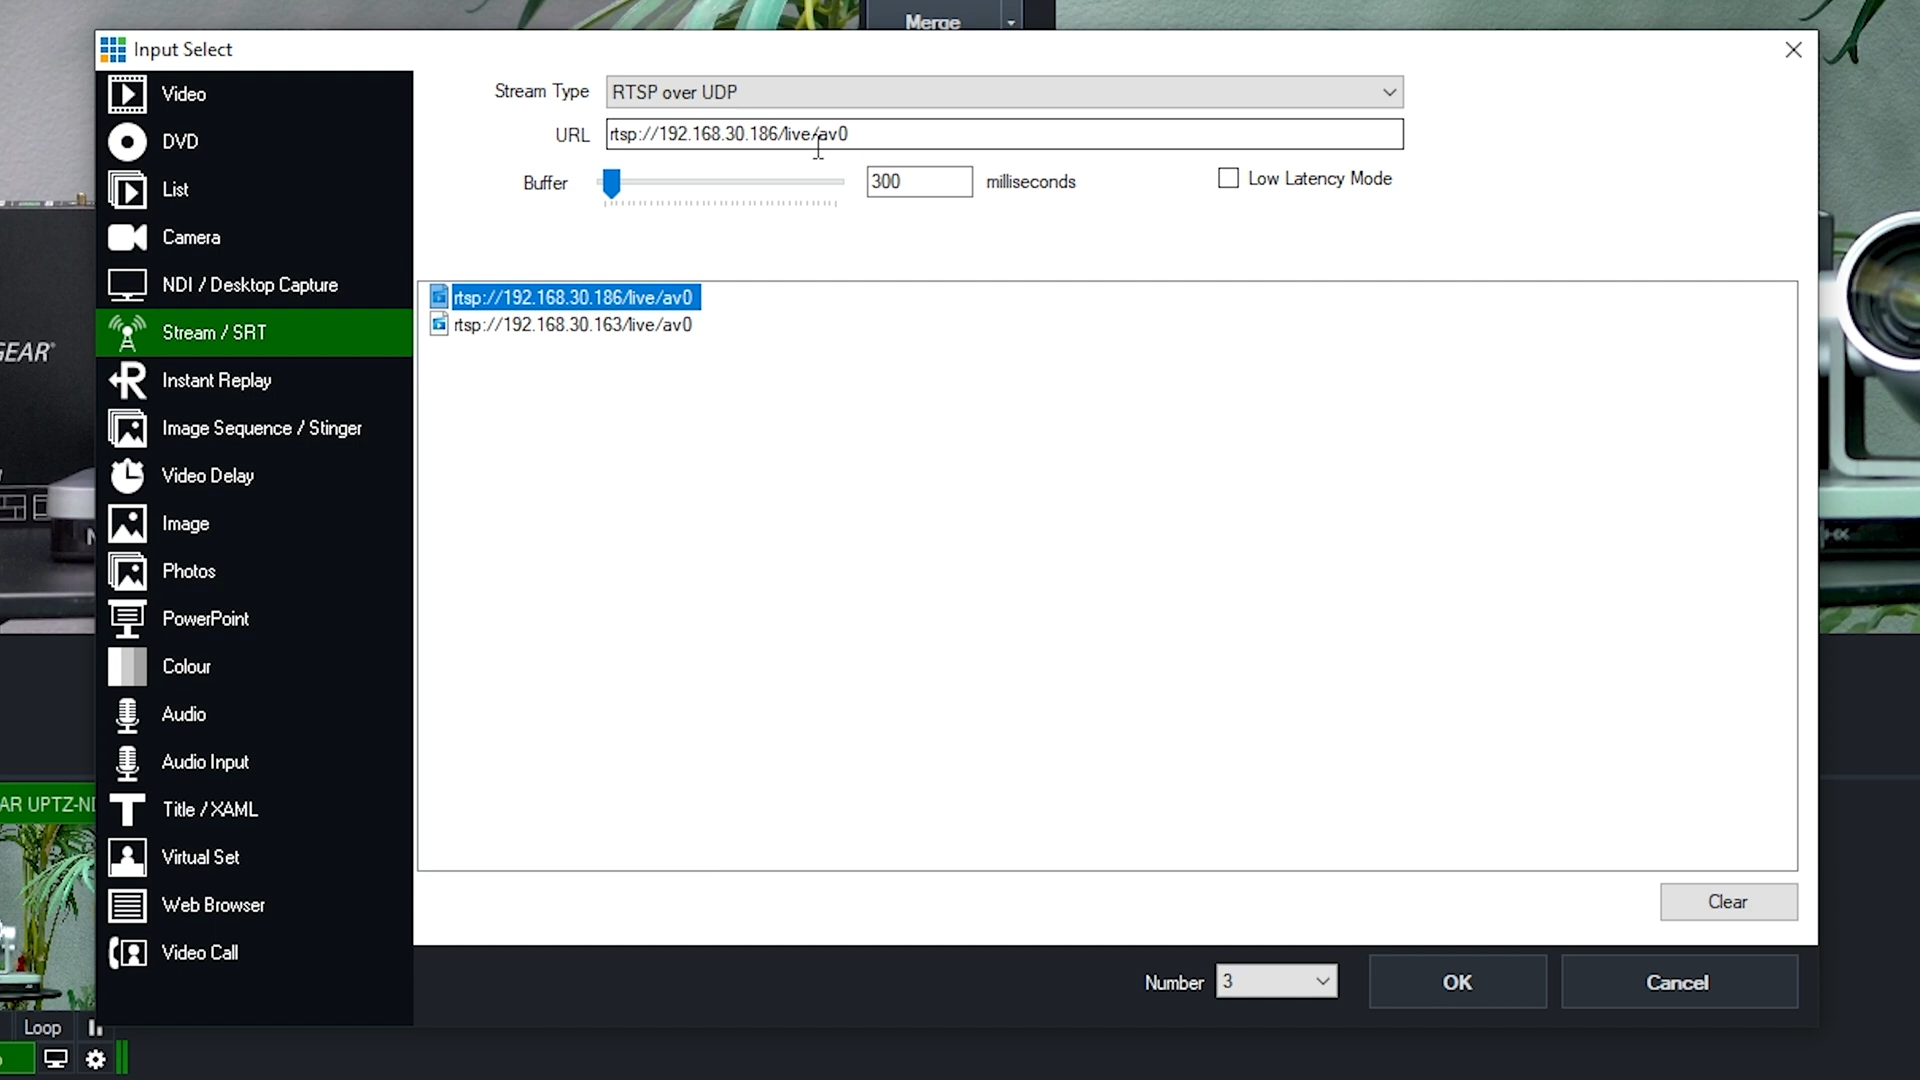 Merge
Input Select
Video
DVD
List
Camera
NDI / Desktop Capture
Stream / SRT
Instant Replay
Image Sequence / Stinger
Video Delay
Image
Photos
PowerPoint
Colour
Audio
Audio Input
Title / XAML
Virtual Set
Web Browser
Video Call
Stream Type RTSP over UDP
URL rtsp://192.168.30.186/live/av0
Buffer 300 milliseconds Low Latency Mode
rtsp://192.168.30.186/live/av0
rtsp://192.168.30.163/live/av0
Clear
Number 3 OK Cancel
GEAR
AR UPTZ-ND
Loop
HX